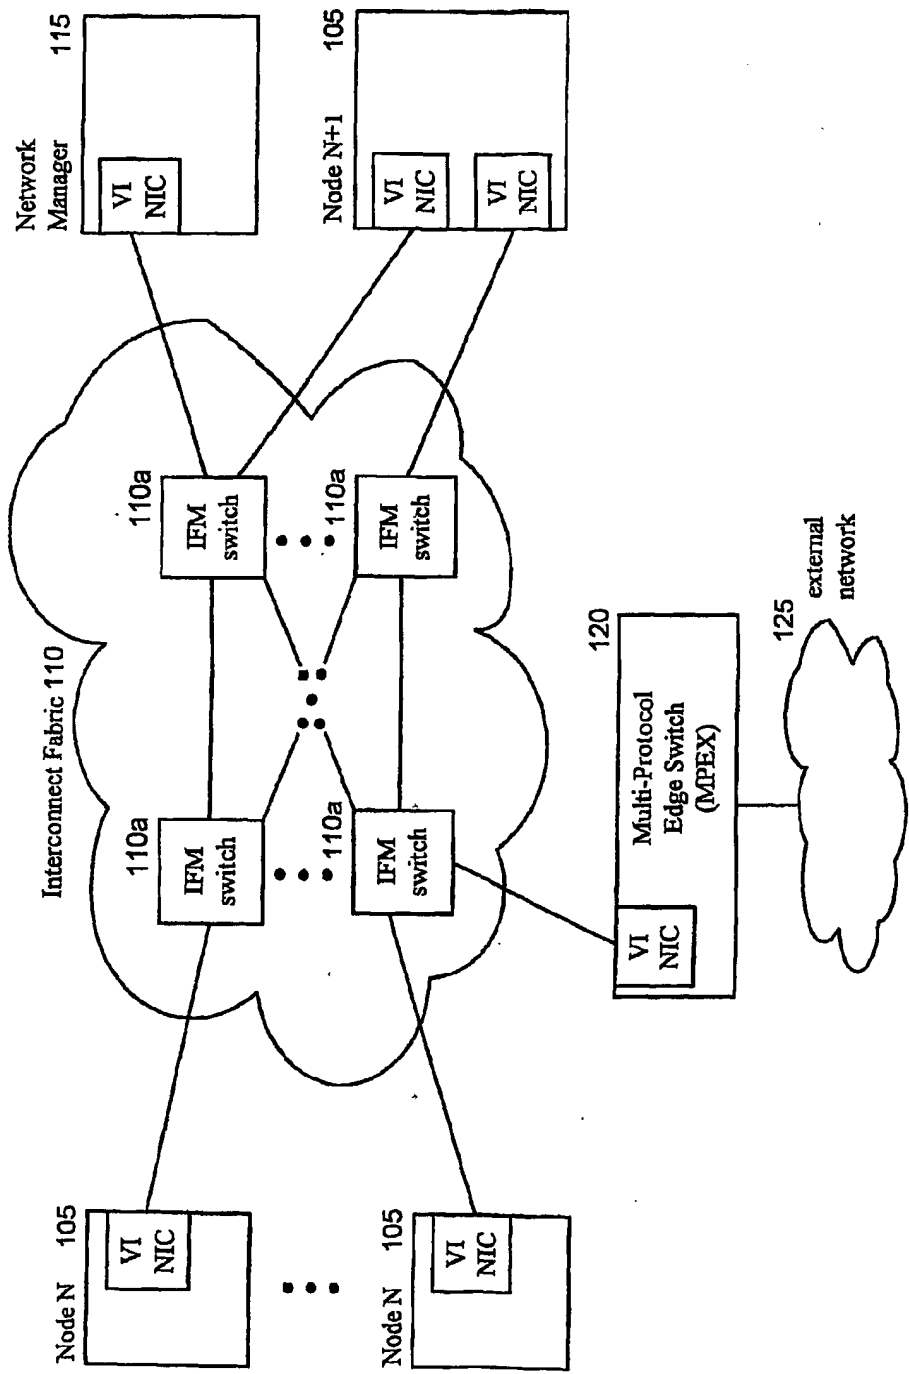 Interconnect Fabric 110
Network
Manager
115
VI
NIC
Node N+1
105
VI
NIC
VI
NIC
110a
IFM
switch
110a
IFM
switch
110a
IFM
switch
110a
IFM
switch
Node N
105
VI
NIC
Node N
105
VI
NIC
120
Multi-Protocol
Edge Switch
(MPEX)
VI
NIC
125
external
network